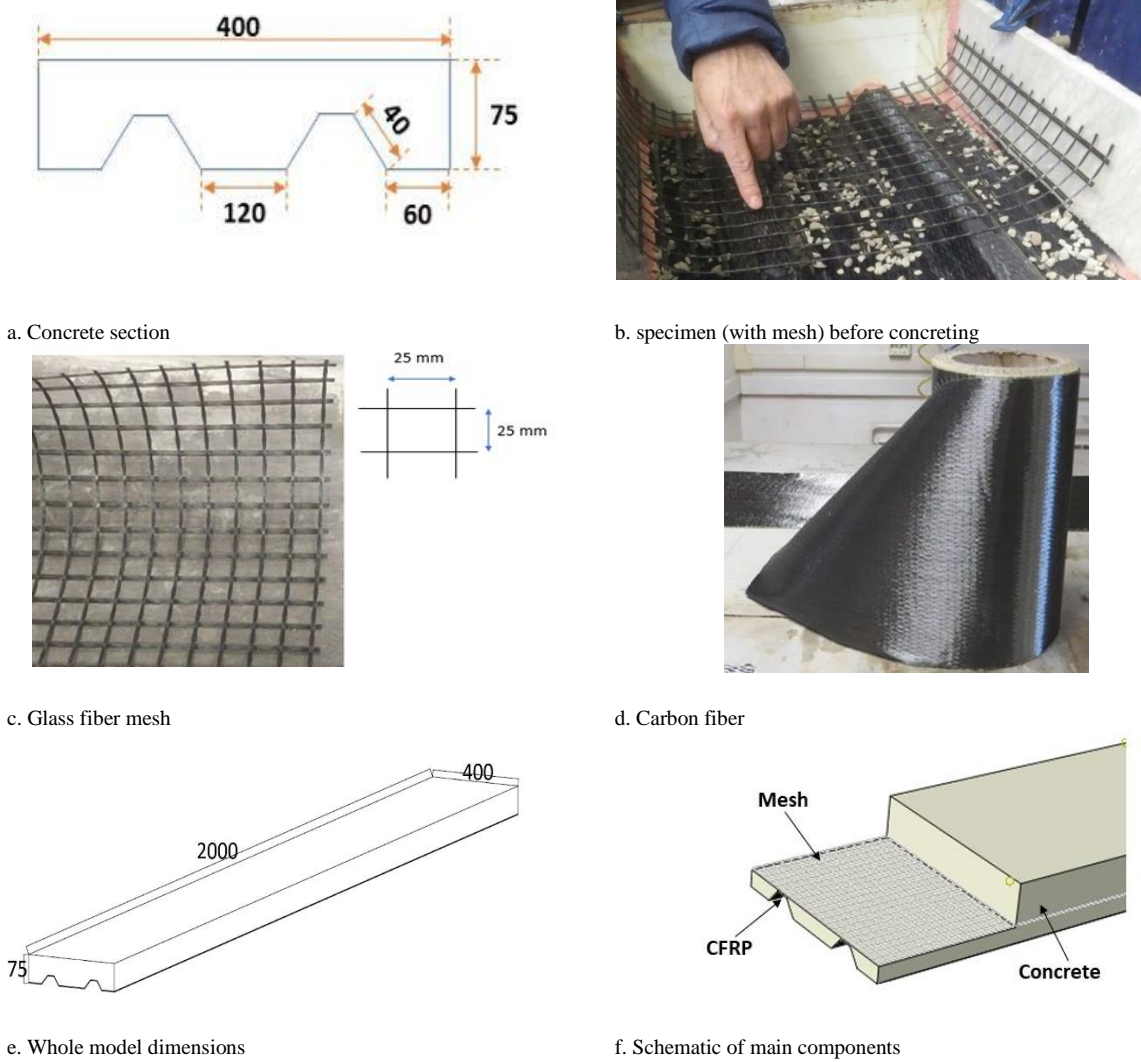 400
75
40
120
60
a. Concrete section
b. specimen (with mesh) before concreting
25 mm
25 mm
c. Glass fiber mesh
d. Carbon fiber
400
2000
75
e. Whole model dimensions
Mesh
CFRP
Concrete
f. Schematic of main components